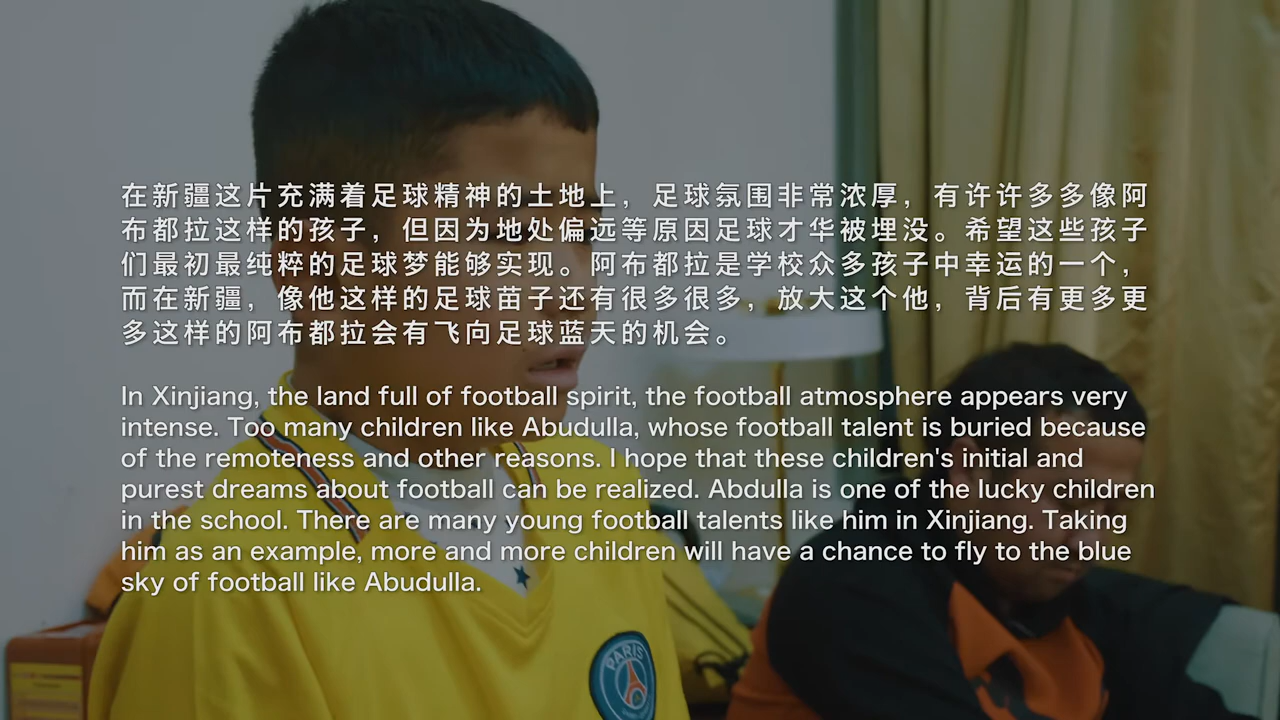 在新疆这片充满着足球精神的土地上，足球氛围非常浓厚，有许许多多像阿
布都拉这样的孩子，但因为地处偏远等原因足球才华被埋没。希望这些孩子
们最初最纯粹的足球梦能够实现。阿布都拉是学校众多孩子中幸运的一个，
而在新疆，像他这样的足球苗子还有很多很多，放大这个他，背后有更多更
多这样的阿布都拉会有飞向足球蓝天的机会。
In Xinjiang, the land full of football spirit, the football atmosphere appears very
intense. Too many children like Abudulla, whose football talent is buried because
of the remoteness and other reasons. I hope that these children's initial and
purest dreams about football can be realized. Abdulla is one of the lucky children
in the school. There are many young football talents like him in Xinjiang. Taking
him as an example, more and more children will have a chance to fly to the blue
sky of football like Abudulla.
PARIS